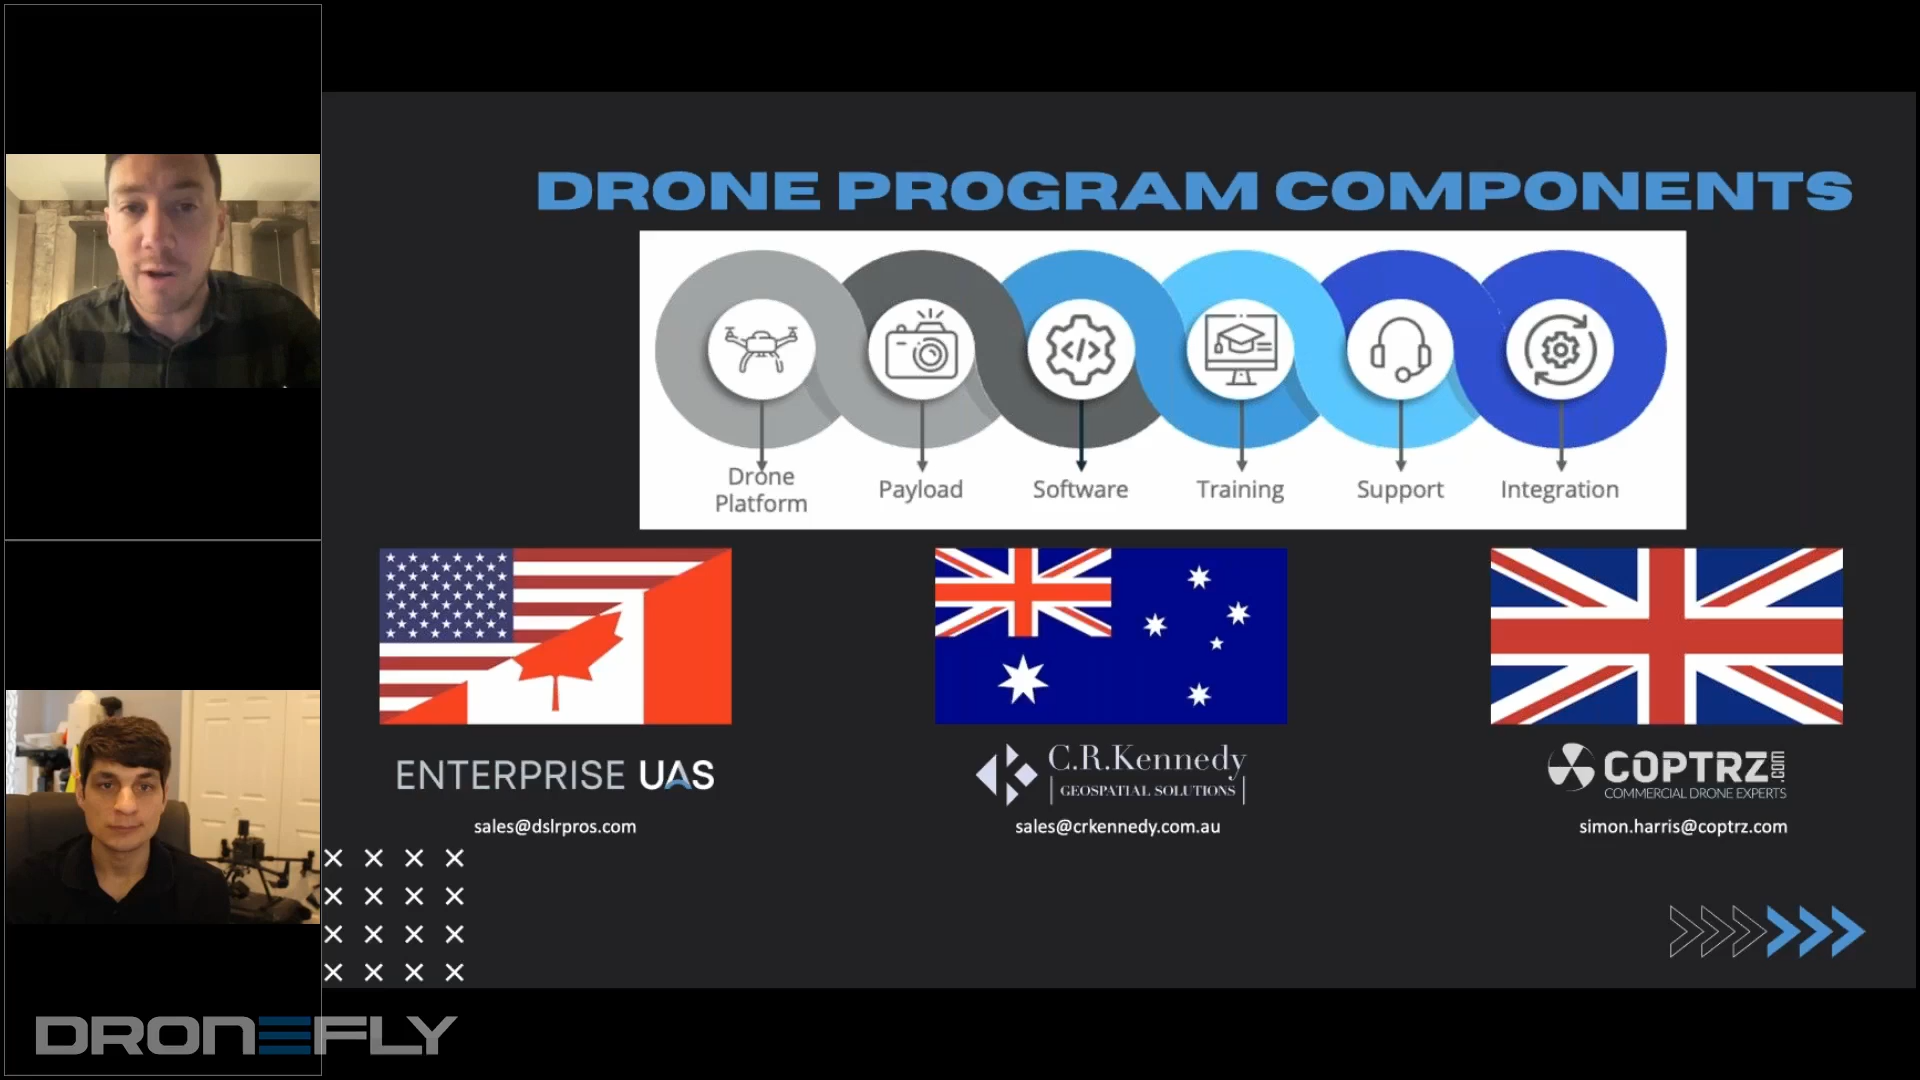 DRONE PROGRAM COMPONENTS
Drone
Platform
Payload
Software
Training
Support
Integration
ENTERPRISE UAS
sales@dslrpros.com
C.R.Kennedy
GEOSPATIAL SOLUTIONS
sales@crkennedy.com.au
COPTRZ.com
COMMERCIAL DRONE EXPERTS
simon.harris@coptrz.com
DRONEFLY